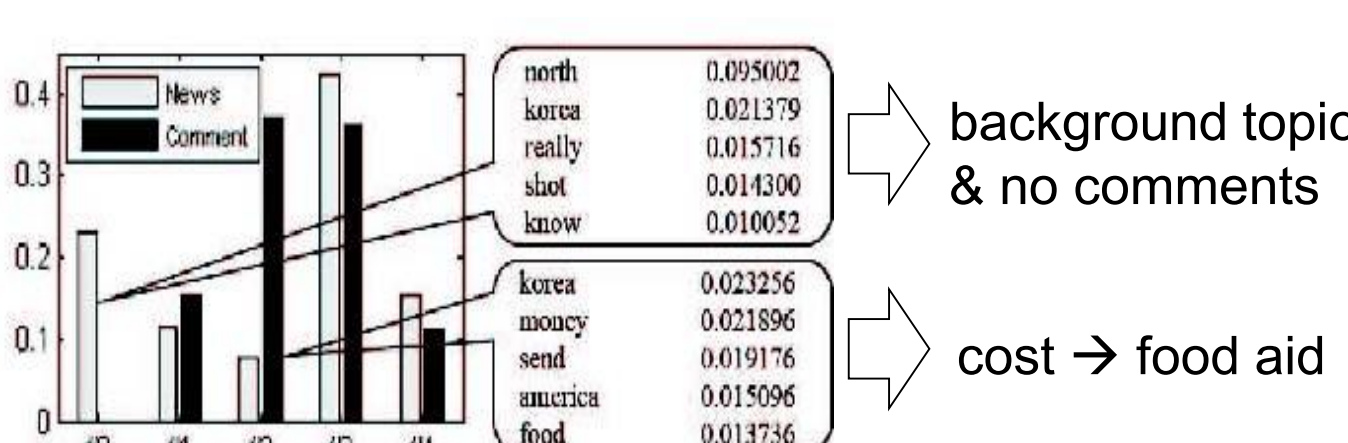 0.4
0.3
0.2
0.1
0
News
Comment
north 0.095002
korea 0.021379
really 0.015716
shot 0.014300
know 0.010052
korea 0.023256
money 0.021896
send 0.019176
america 0.015096
food 0.013736
background topic
& no comments
cost → food aid